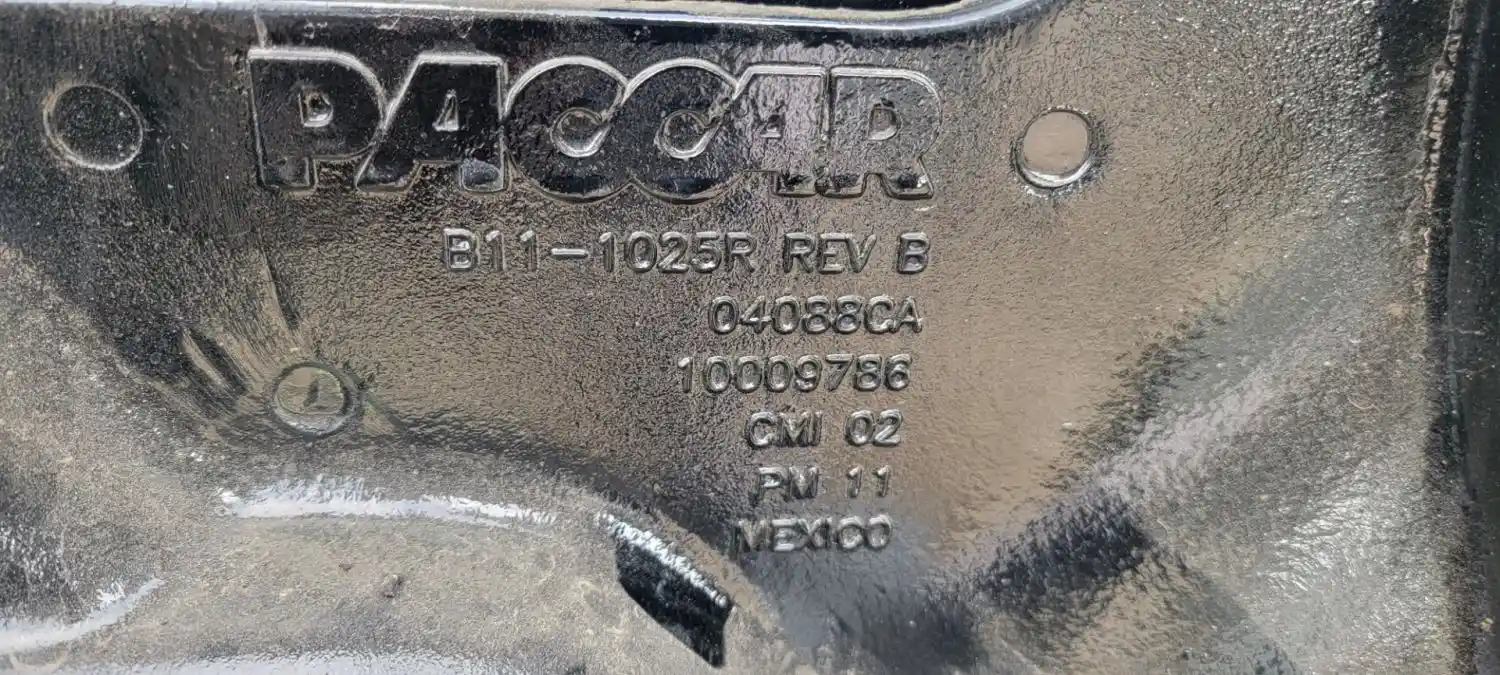 PACCAR
B11-1025R REV B
04088CA
10009786
CMI 02
PM 11
MEXICO